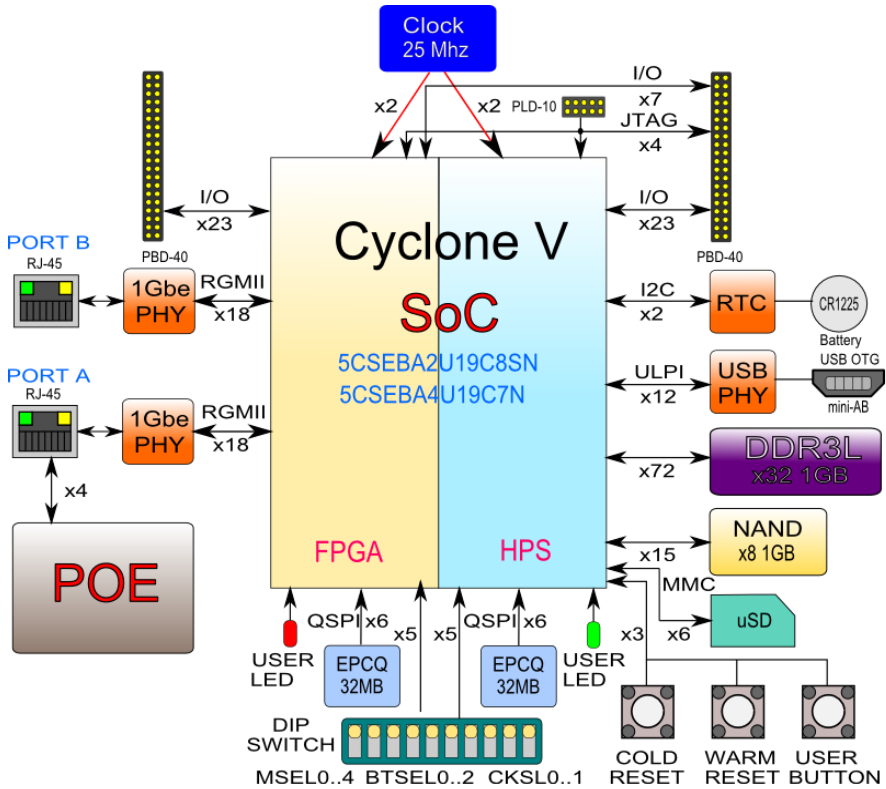 Clock
25 Mhz
x2
x2
PLD-10
I/O
x7
JTAG
x4
I/O
x23
I/O
x23
PBD-40
PBD-40
PORT B
RJ-45
1Gbe
PHY
RGMII
x18
Cyclone V
SoC
5CSEBA2U19C8SN
5CSEBA4U19C7N
I2C
x2
RTC
CR1225
Battery
USB OTG
ULPI
x12
USB
PHY
mini-AB
PORT A
RJ-45
1Gbe
PHY
RGMII
x18
x72
DDR3L
x32 1GB
x4
POE
FPGA
HPS
x15
NAND
x8 1GB
MMC
x6
uSD
x3
USER
LED
QSPI
x6
x5
x5
QSPI
x6
USER
LED
EPCQ
32MB
EPCQ
32MB
DIP
SWITCH
MSEL0..4 BTSEL0..2 CKSL0..1
COLD
RESET
WARM
RESET
USER
BUTTON